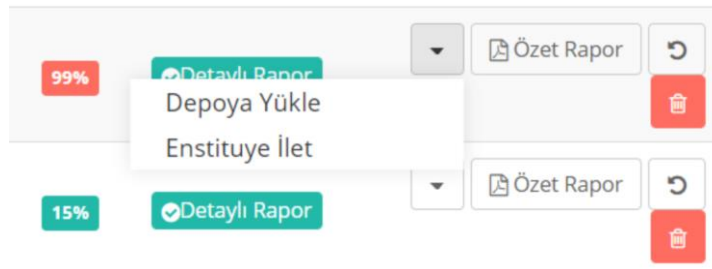 99% Detaylı Rapor Özet Rapor
Depoya Yükle
Enstituye İlet
15% Detaylı Rapor Özet Rapor